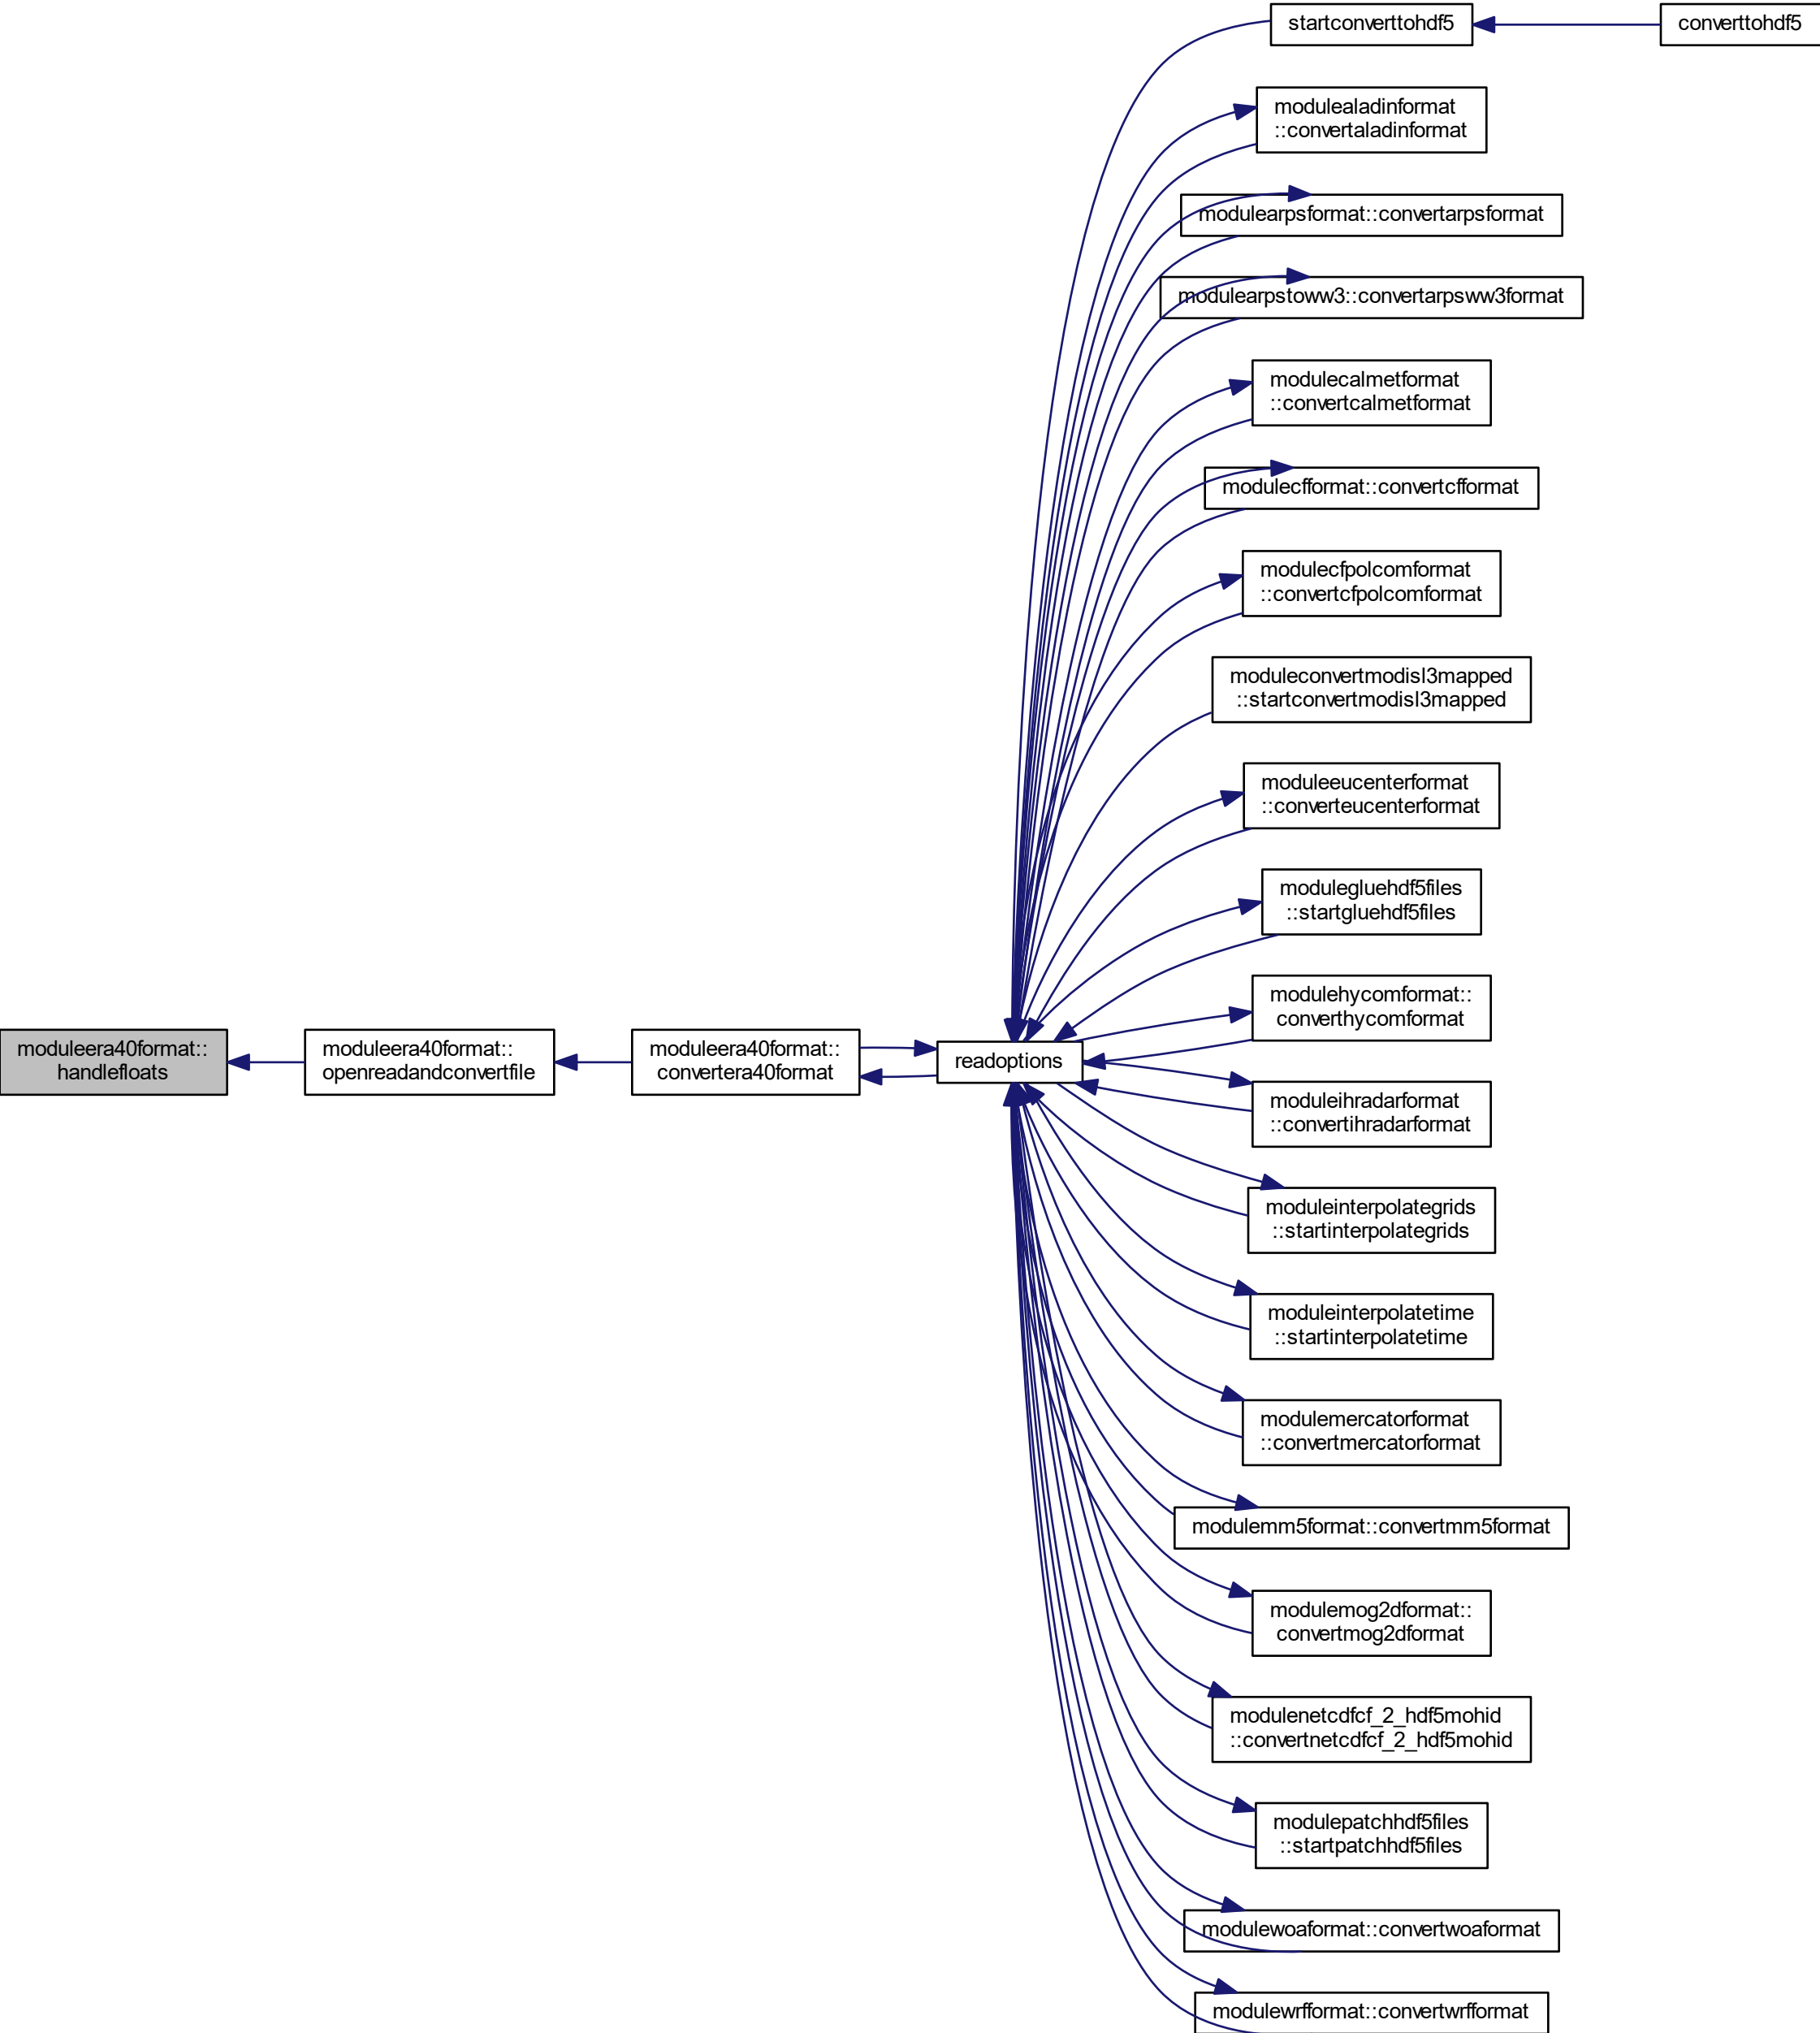 startconverttohdf5
converttohdf5
modulealadinformat
::convertaladinformat
modulearpsformat::convertarpsformat
modulearpstoww3::convertarpsww3format
modulecalmetformat
::convertcalmetformat
modulecfformat::convertcfformat
modulecfpolcomformat
::convertcfpolcomformat
moduleconvertmodisl3mapped
::startconvertmodisl3mapped
moduleeucenterformat
::converteucenterformat
modulegluehdf5files
::startgluehdf5files
modulehycomformat::
converthycomformat
moduleera40format::
handlefloats
moduleera40format::
openreadandconvertfile
moduleera40format::
convertera40format
readoptions
moduleihradarformat
::convertihradarformat
moduleinterpolategrids
::startinterpolategrids
moduleinterpolatetime
::startinterpolatetime
modulemercatorformat
::convertmercatorformat
modulemm5format::convertmm5format
modulemog2dformat::
convertmog2dformat
modulenetcdfcf_2_hdf5mohid
::convertnetcdfcf_2_hdf5mohid
modulepatchhdf5files
::startpatchhdf5files
modulewoaformat::convertwoaformat
modulewrfformat::convertwrfformat